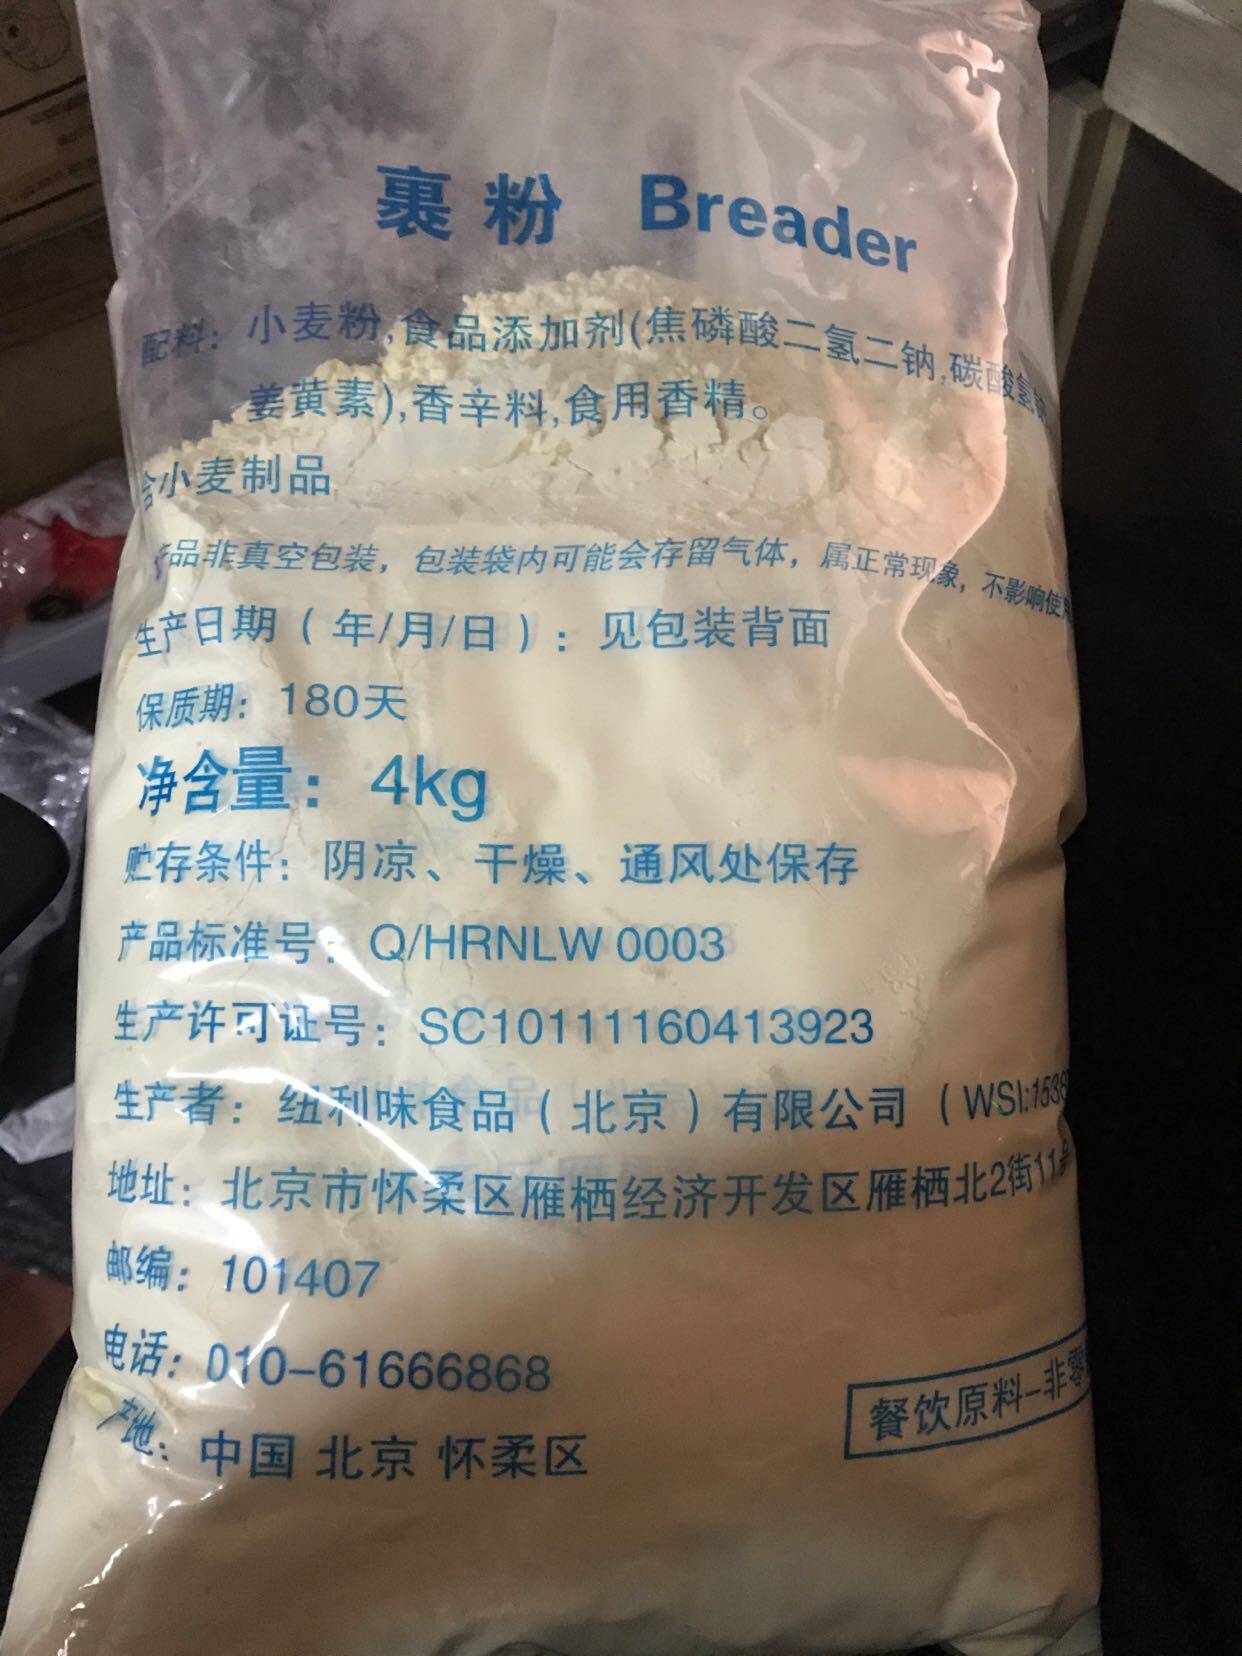 裹粉 Breader
配料：小麦粉,食品添加剂(焦磷酸二氢二钠,碳酸氢钠
姜黄素),香辛料,食用香精。
含小麦制品
产品非真空包装，包装袋内可能会存留气体，属正常现象，不影响使用
生产日期（年/月/日）：见包装背面
保质期：180天
净含量：4kg
贮存条件：阴凉、干燥、通风处保存
产品标准号：Q/HRNLW 0003
生产许可证号：SC10111160413923
生产者：纽利味食品（北京）有限公司（WSI:1538
地址：北京市怀柔区雁栖经济开发区雁栖北2街11号
邮编：101407
电话：010-61666868
产地：中国 北京 怀柔区
餐饮原料-非零